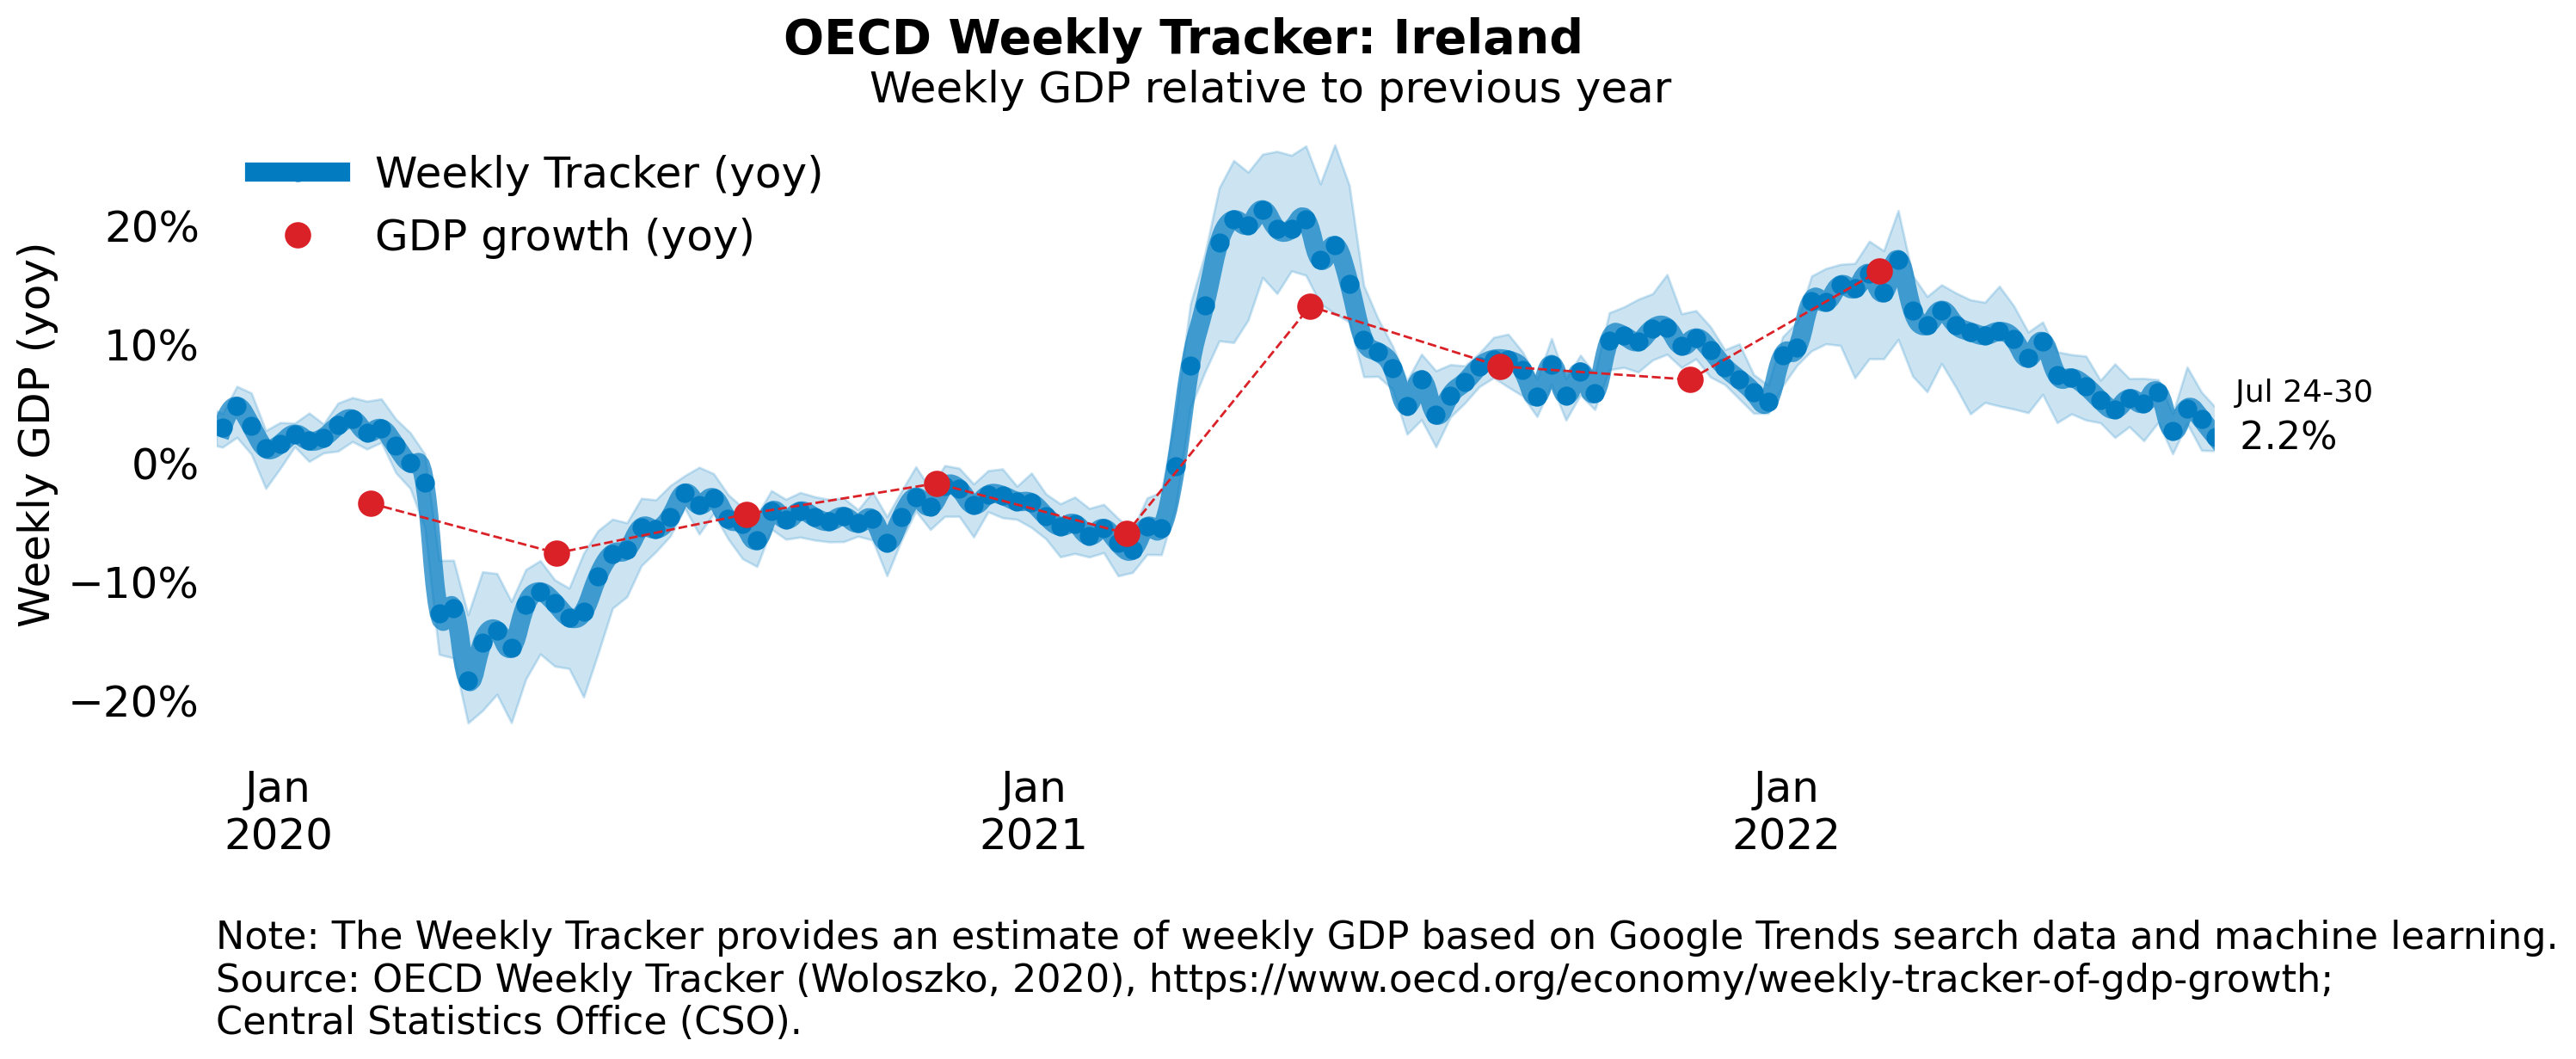 OECD Weekly Tracker: Ireland
Weekly GDP relative to previous year
Weekly Tracker (yoy)
GDP growth (yoy)
Weekly GDP (yoy)
20%
10%
0%
−10%
−20%
Jul 24-30
2.2%
Jan
2020
Jan
2021
Jan
2022
Note: The Weekly Tracker provides an estimate of weekly GDP based on Google Trends search data and machine learning.
Source: OECD Weekly Tracker (Woloszko, 2020), https://www.oecd.org/economy/weekly-tracker-of-gdp-growth;
Central Statistics Office (CSO).